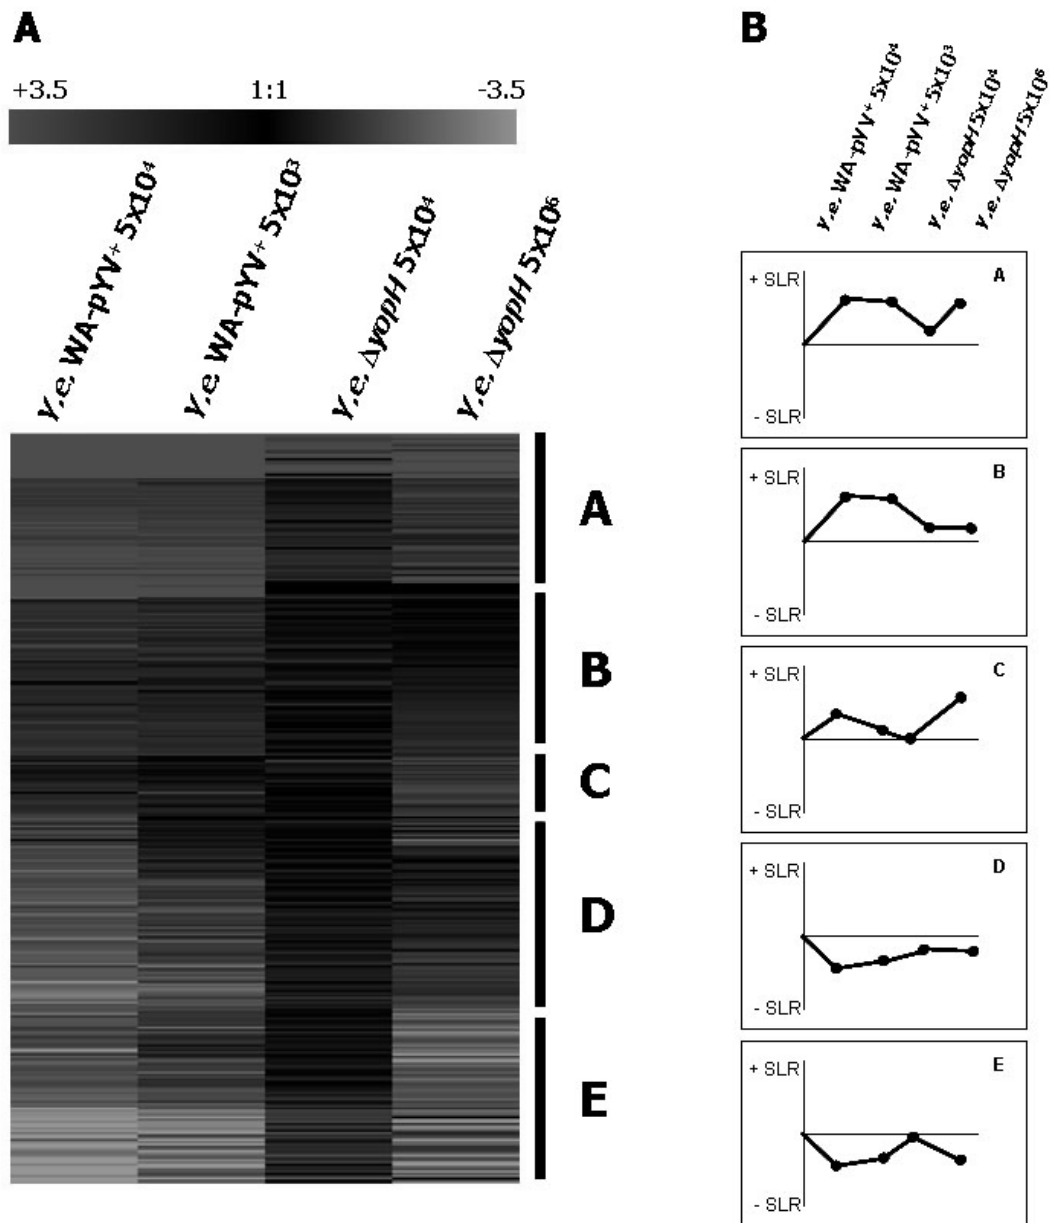 A
+3.5 1:1 -3.5
Y.e. WA-pYV+ 5x10⁴
Y.e. WA-pYV+ 5x10³
Y.e. ΔyopH 5x10⁴
Y.e. ΔyopH 5x10⁶
A
B
C
D
E
B
Y.e. WA-pYV+ 5x10⁴
Y.e. WA-pYV+ 5x10³
Y.e. ΔyopH 5x10⁴
Y.e. ΔyopH 5x10⁶
+ SLR A
- SLR
+ SLR B
- SLR
+ SLR C
- SLR
+ SLR D
- SLR
+ SLR E
- SLR